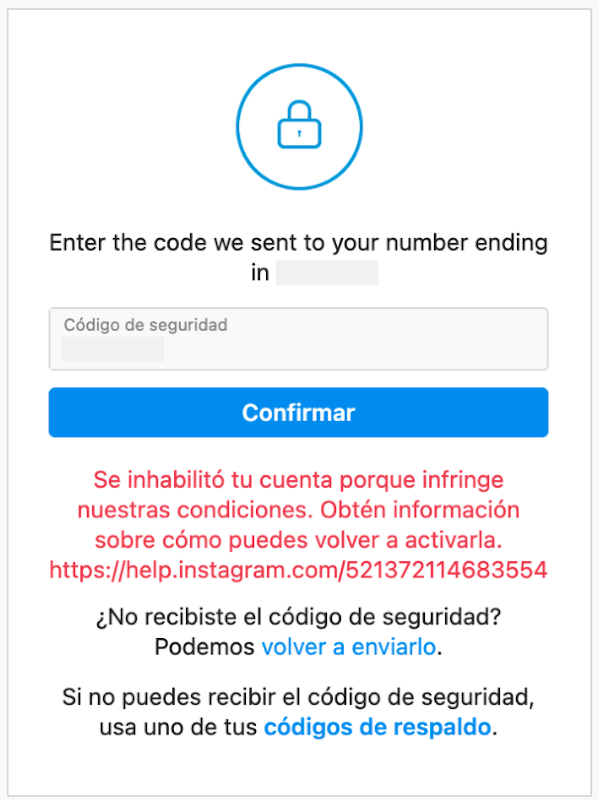 Enter the code we sent to your number ending
in
Código de seguridad
Confirmar
Se inhabilitó tu cuenta porque infringe
nuestras condiciones. Obtén información
sobre cómo puedes volver a activarla.
https://help.instagram.com/521372114683554
¿No recibiste el código de seguridad?
Podemos volver a enviarlo.
Si no puedes recibir el código de seguridad,
usa uno de tus códigos de respaldo.